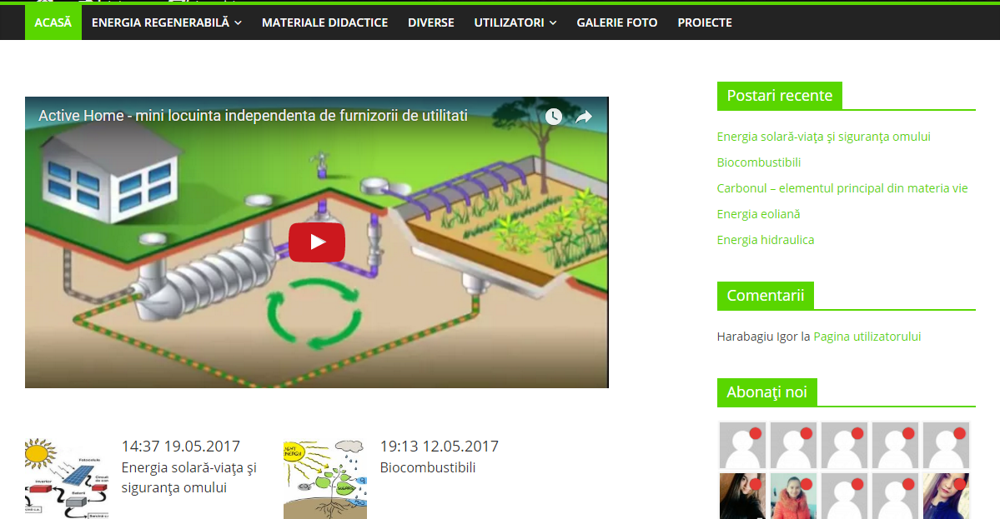 ACASĂ ENERGIA REGENERABILĂ MATERIALE DIDACTICE DIVERSE UTILIZATORI GALERIE FOTO PROIECTE
Active Home - mini locuinta independenta de furnizorii de utilitati
14:37 19.05.2017
Energia solară-viaţa şi
siguranţa omului
19:13 12.05.2017
Biocombustibili
Postari recente
Energia solară-viaţa şi siguranţa omului
Biocombustibili
Carbonul – elementul principal din materia vie
Energia eoliană
Energia hidraulica
Comentarii
Harabagiu Igor la Pagina utilizatorului
Abonaţi noi